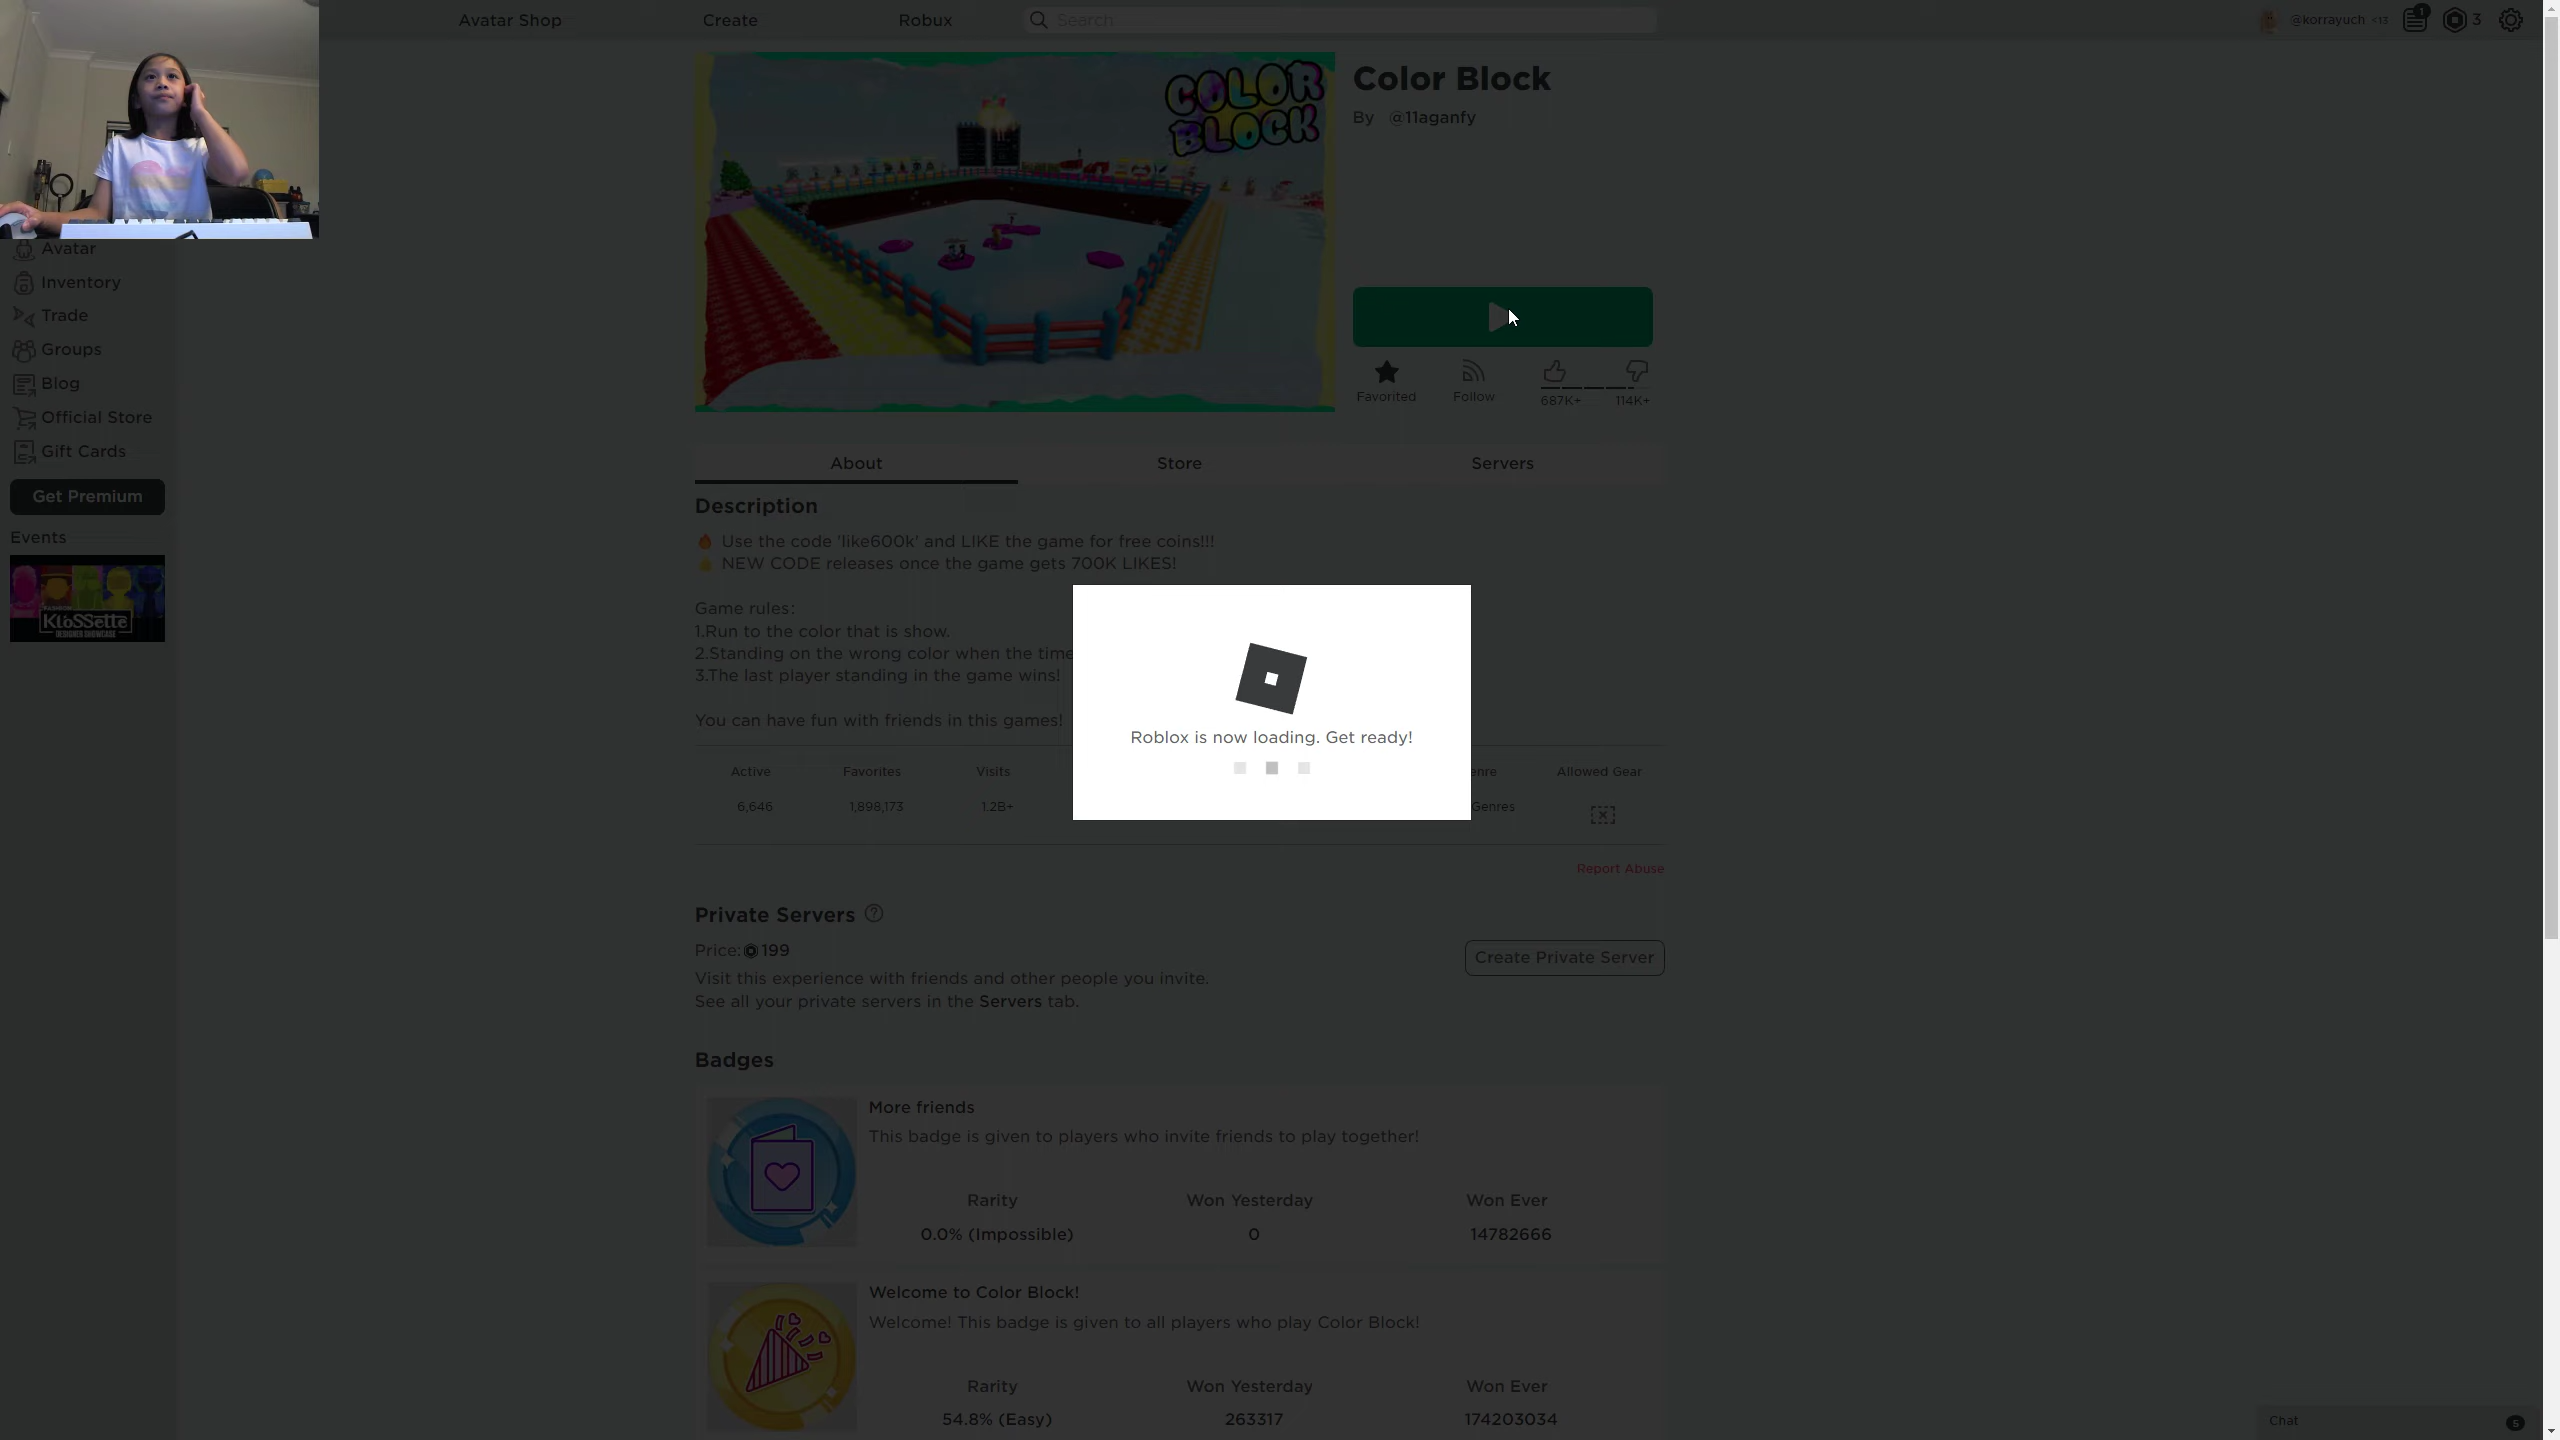 Avatar Shop
Create
Robux
Search
@korrayuch <13
1
3
COLOR
BLOCK
Color Block
By @11aganfy
Avatar
Inventory
Trade
Groups
Blog
Official Store
Gift Cards
Get Premium
Events
KloSSette
DESIGNER SHOWCASE
Favorited
Follow
687K+
114K+
About
Store
Servers
Description
Use the code 'like600k' and LIKE the game for free coins!!!
NEW CODE releases once the game gets 700K LIKES!
Game rules:
1.Run to the color that is show.
2.Standing on the wrong color when the time
3.The last player standing in the game wins!
You can have fun with friends in this games!
Roblox is now loading. Get ready!
Active
Favorites
Visits
enre
Allowed Gear
6,646
1,898,173
1.2B+
Genres
Report Abuse
Private Servers
Price: 199
Create Private Server
Visit this experience with friends and other people you invite.
See all your private servers in the Servers tab.
Badges
More friends
This badge is given to players who invite friends to play together!
Rarity
Won Yesterday
Won Ever
0.0% (Impossible)
0
14782666
Welcome to Color Block!
Welcome! This badge is given to all players who play Color Block!
Rarity
Won Yesterday
Won Ever
54.8% (Easy)
263317
174203034
Chat
5